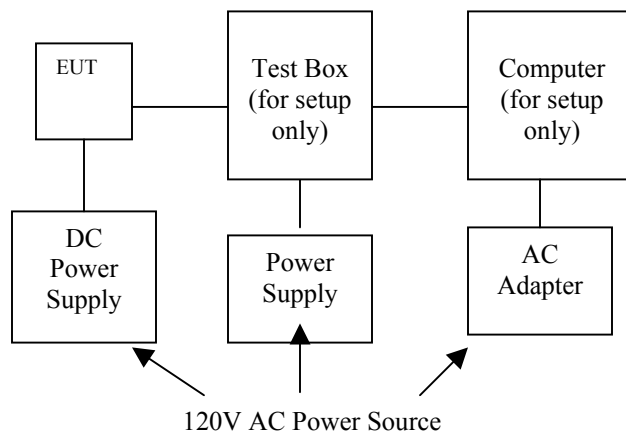 EUT
Test Box
(for setup
only)
Computer
(for setup
only)
DC
Power
Supply
Power
Supply
AC
Adapter
120V AC Power Source